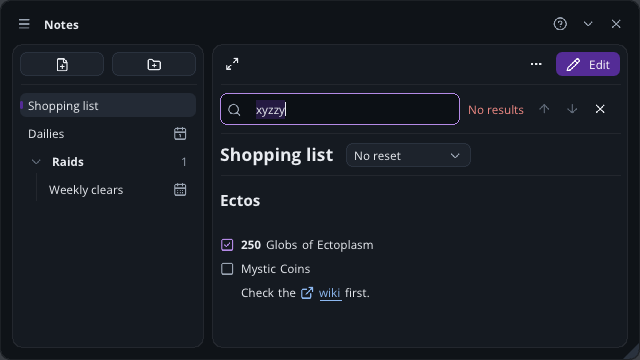 Notes
Edit
Shopping list
Dailies
1
Raids 1
Weekly clears
xyzzy No results
Shopping list No reset
Ectos
250 Globs of Ectoplasm
Mystic Coins
Check the wiki first.